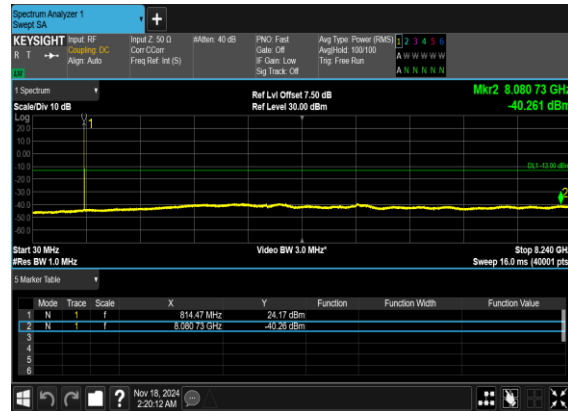 Spectrum Analyzer 1
Swept SA
+
KEYSIGHT Input: RF Input Z: 50 Ω #Atten: 40 dB PNO: Fast Avg Type: Power (RMS) 1 2 3 4 5 6
R T Coupling: DC Corr CCorr Gate: Off Avg|Hold: 100/100 A W W W W W
Align: Auto Freq Ref: Int (S) IF Gain: Low Trig: Free Run
Sig Track: Off A N N N N N
1 Spectrum Ref Lvl Offset 7.50 dB Mkr2 8.080 73 GHz
Scale/Div 10 dB Ref Level 30.00 dBm -40.261 dBm
Log
1
20.0
10.0
0.00
-10.0
DL1 -13.00 dBm
-20.0
2
-30.0
-40.0
-50.0
-60.0
Start 30 MHz Video BW 3.0 MHz* Stop 8.240 GHz
#Res BW 1.0 MHz Sweep 16.0 ms (40001 pts)
5 Marker Table
Mode Trace Scale X Y Function Function Width Function Value
1 N 1 f 814.47 MHz 24.17 dBm
2 N 1 f 8.080 73 GHz -40.26 dBm
3
4
5
6
? Nov 18, 2024
2:20:12 AM